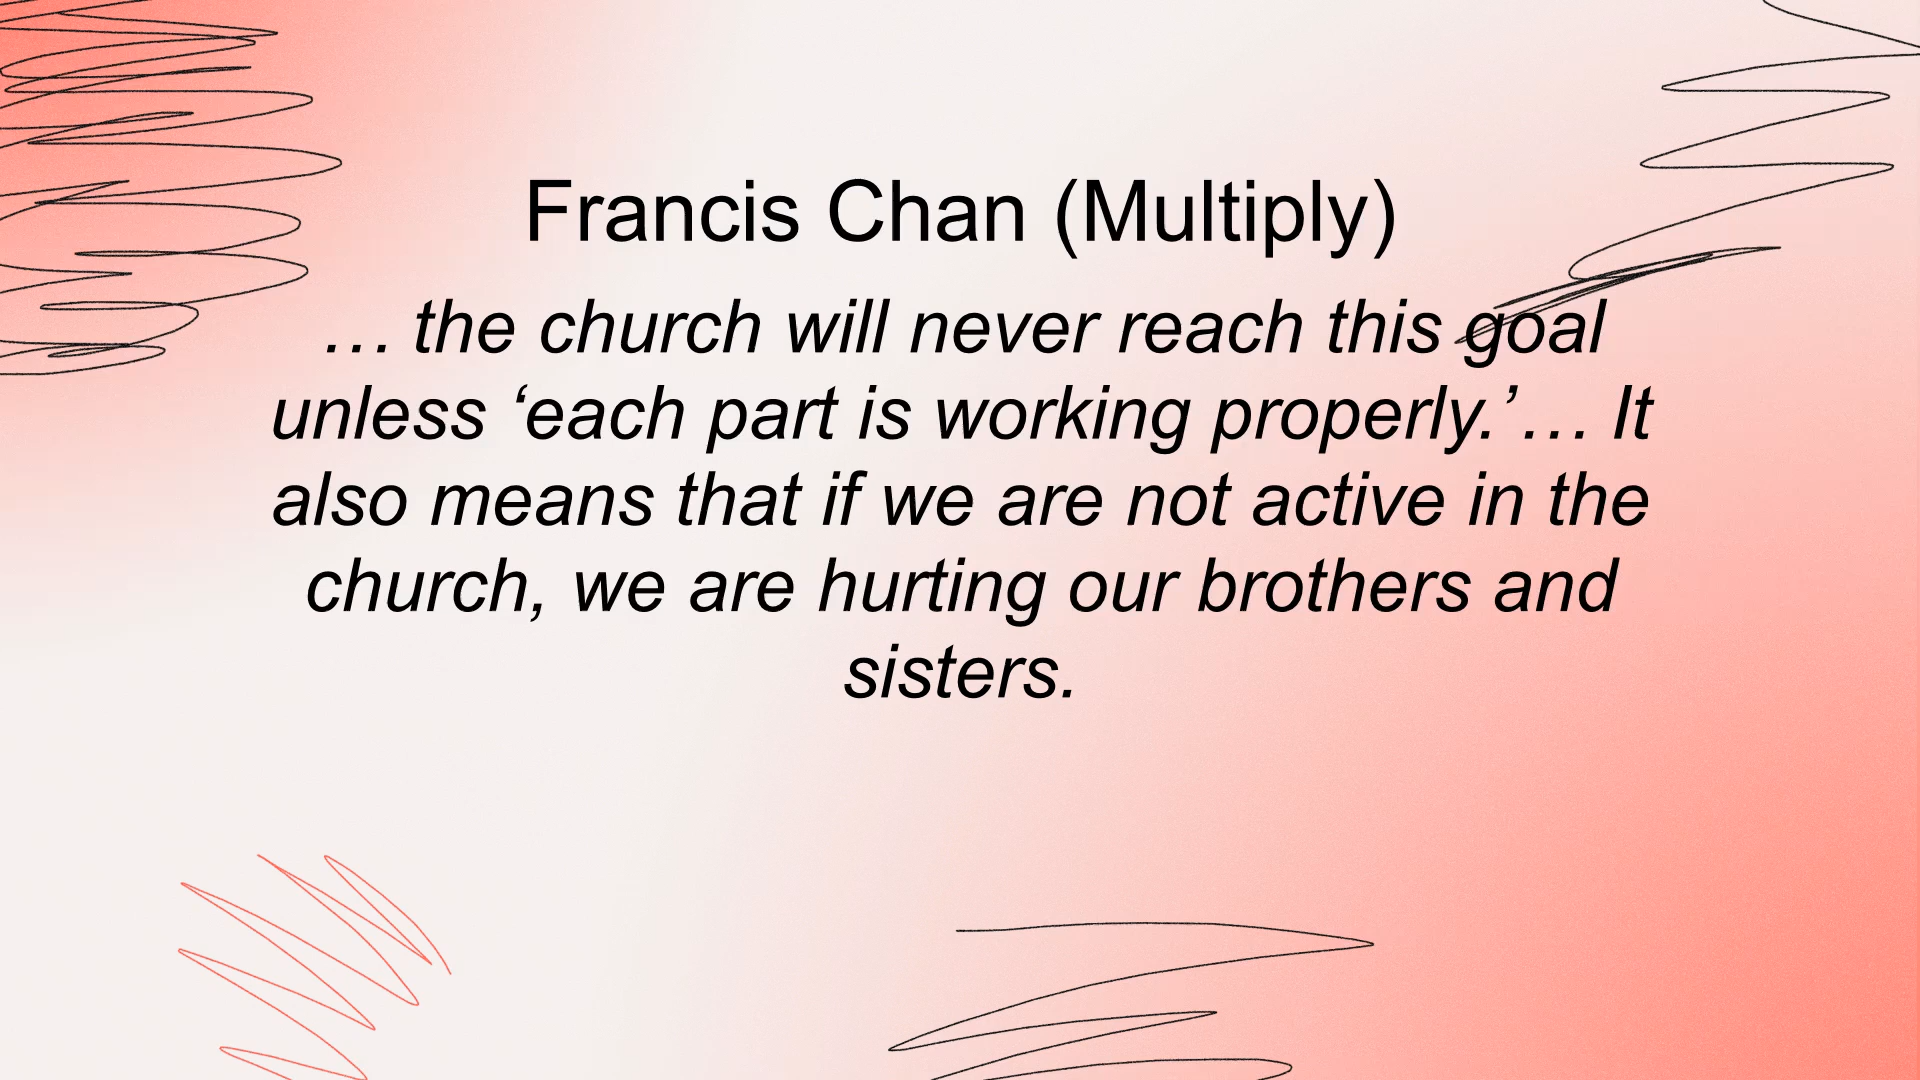 Francis Chan (Multiply)
… the church will never reach this goal
unless ‘each part is working properly.’… It
also means that if we are not active in the
church, we are hurting our brothers and
sisters.